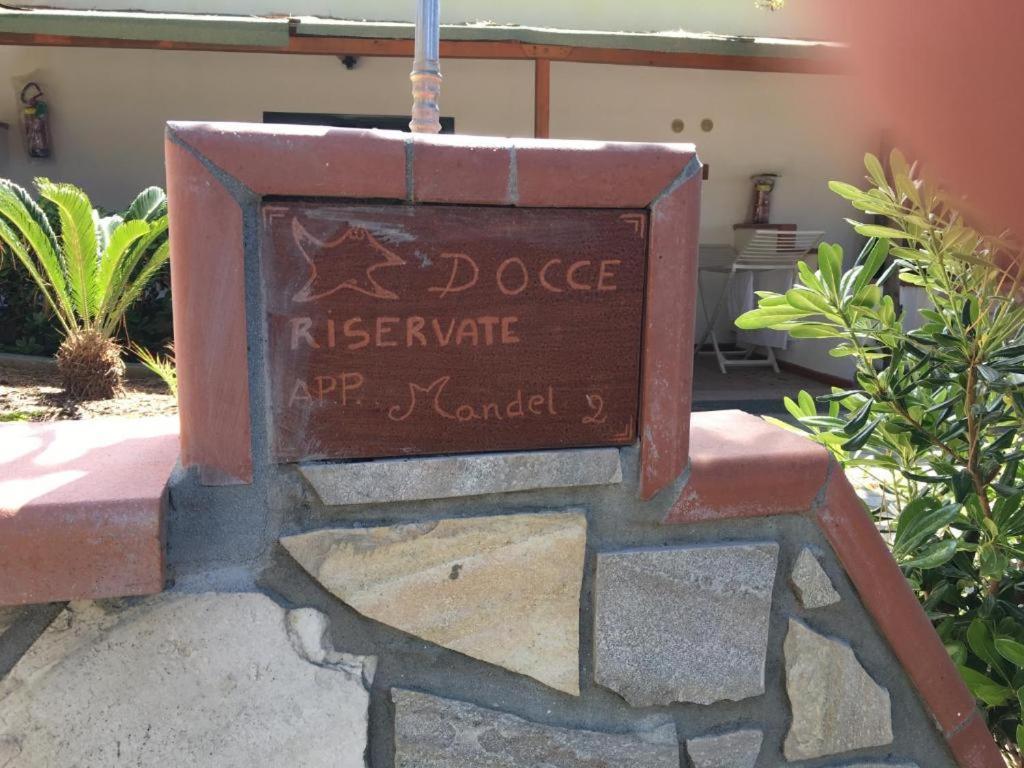 DOCCE
RISERVATE
APP. Mandel 2